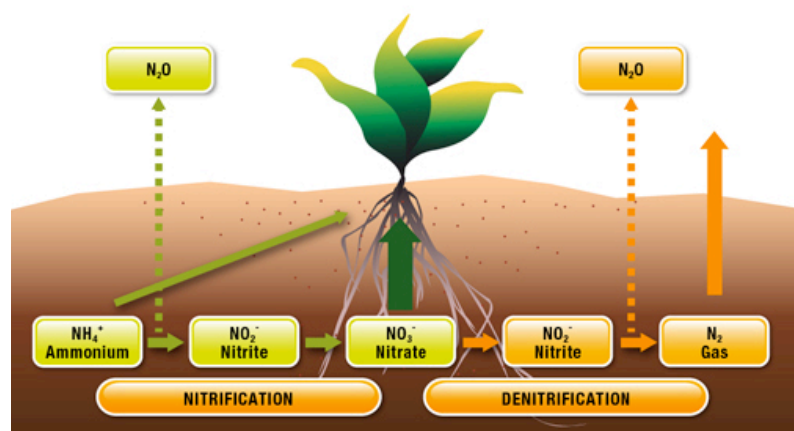 N₂O
N₂O
NH₄⁺
Ammonium
NO₂⁻
Nitrite
NO₃⁻
Nitrate
NO₂⁻
Nitrite
N₂
Gas
NITRIFICATION
DENITRIFICATION